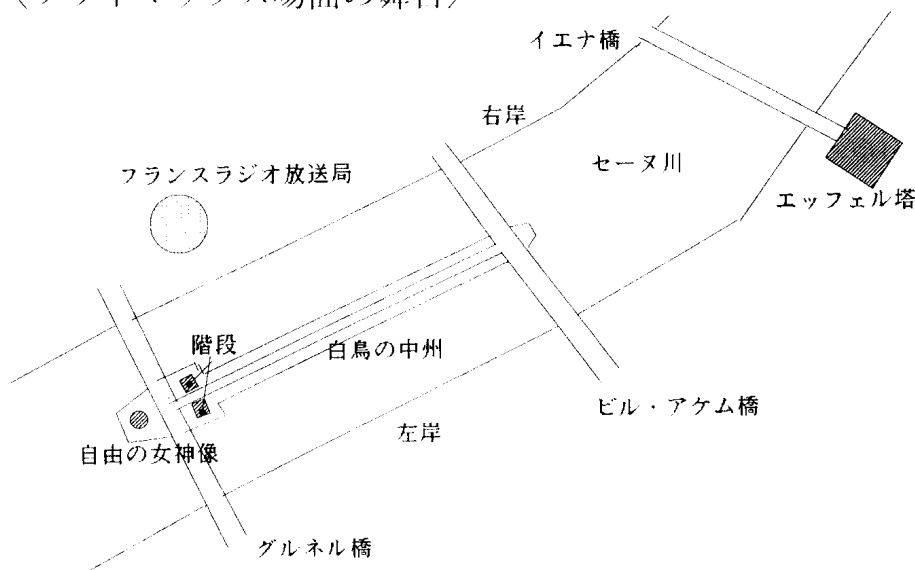 イエナ橋
右岸
セーヌ川
フランスラジオ放送局
エッフェル塔
階段
白鳥の中州
ビル・アケム橋
左岸
自由の女神像
グルネル橋